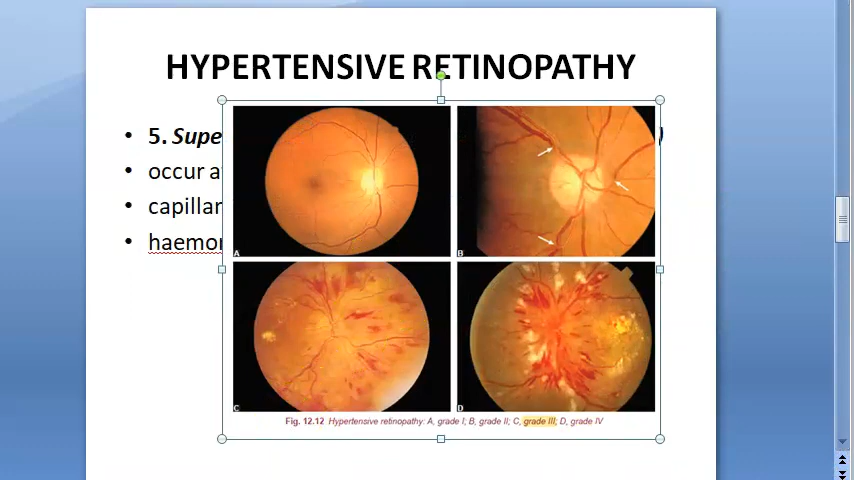 HYPERTENSIVE RETINOPATHY
• 5. Supe
• occur a
• capillar
• haemor
A
B
C
D
Fig. 12.12 Hypertensive retinopathy: A, grade I; B, grade II; C, grade III; D, grade IV